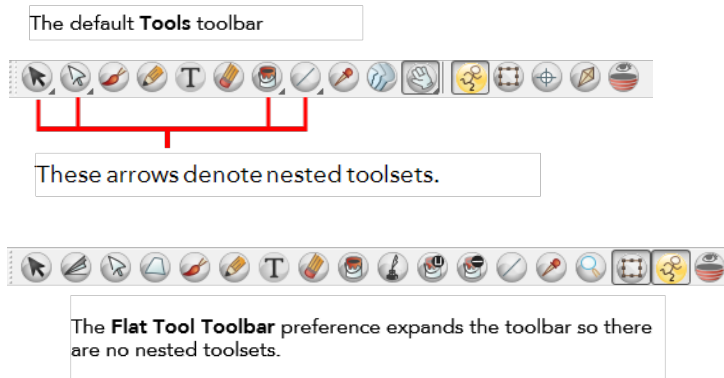 The default Tools toolbar
T
These arrows denote nested toolsets.
T
The Flat Tool Toolbar preference expands the toolbar so there
are no nested toolsets.